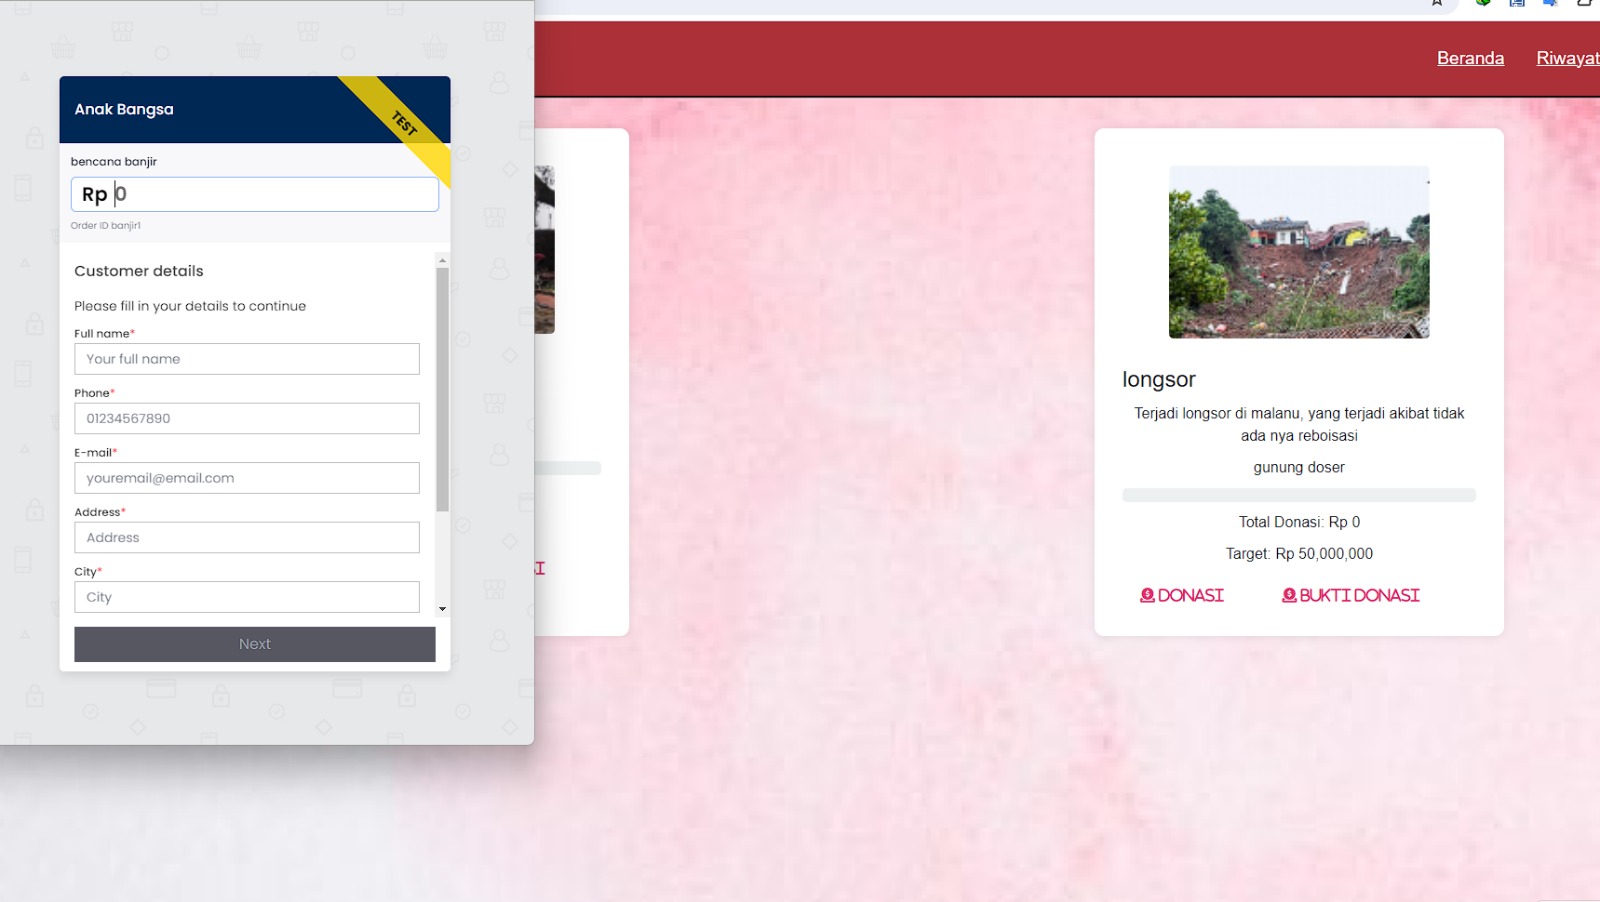 Beranda
Riwayat
Anak Bangsa
TEST
bencana banjir
Rp 0
Order ID banjir1
Customer details
Please fill in your details to continue
Full name*
Your full name
Phone*
01234567890
E-mail*
youremail@email.com
Address*
Address
City*
City
Next
SI
longsor
Terjadi longsor di malanu, yang terjadi akibat tidak
ada nya reboisasi
gunung doser
Total Donasi: Rp 0
Target: Rp 50,000,000
DONASI
BUKTI DONASI